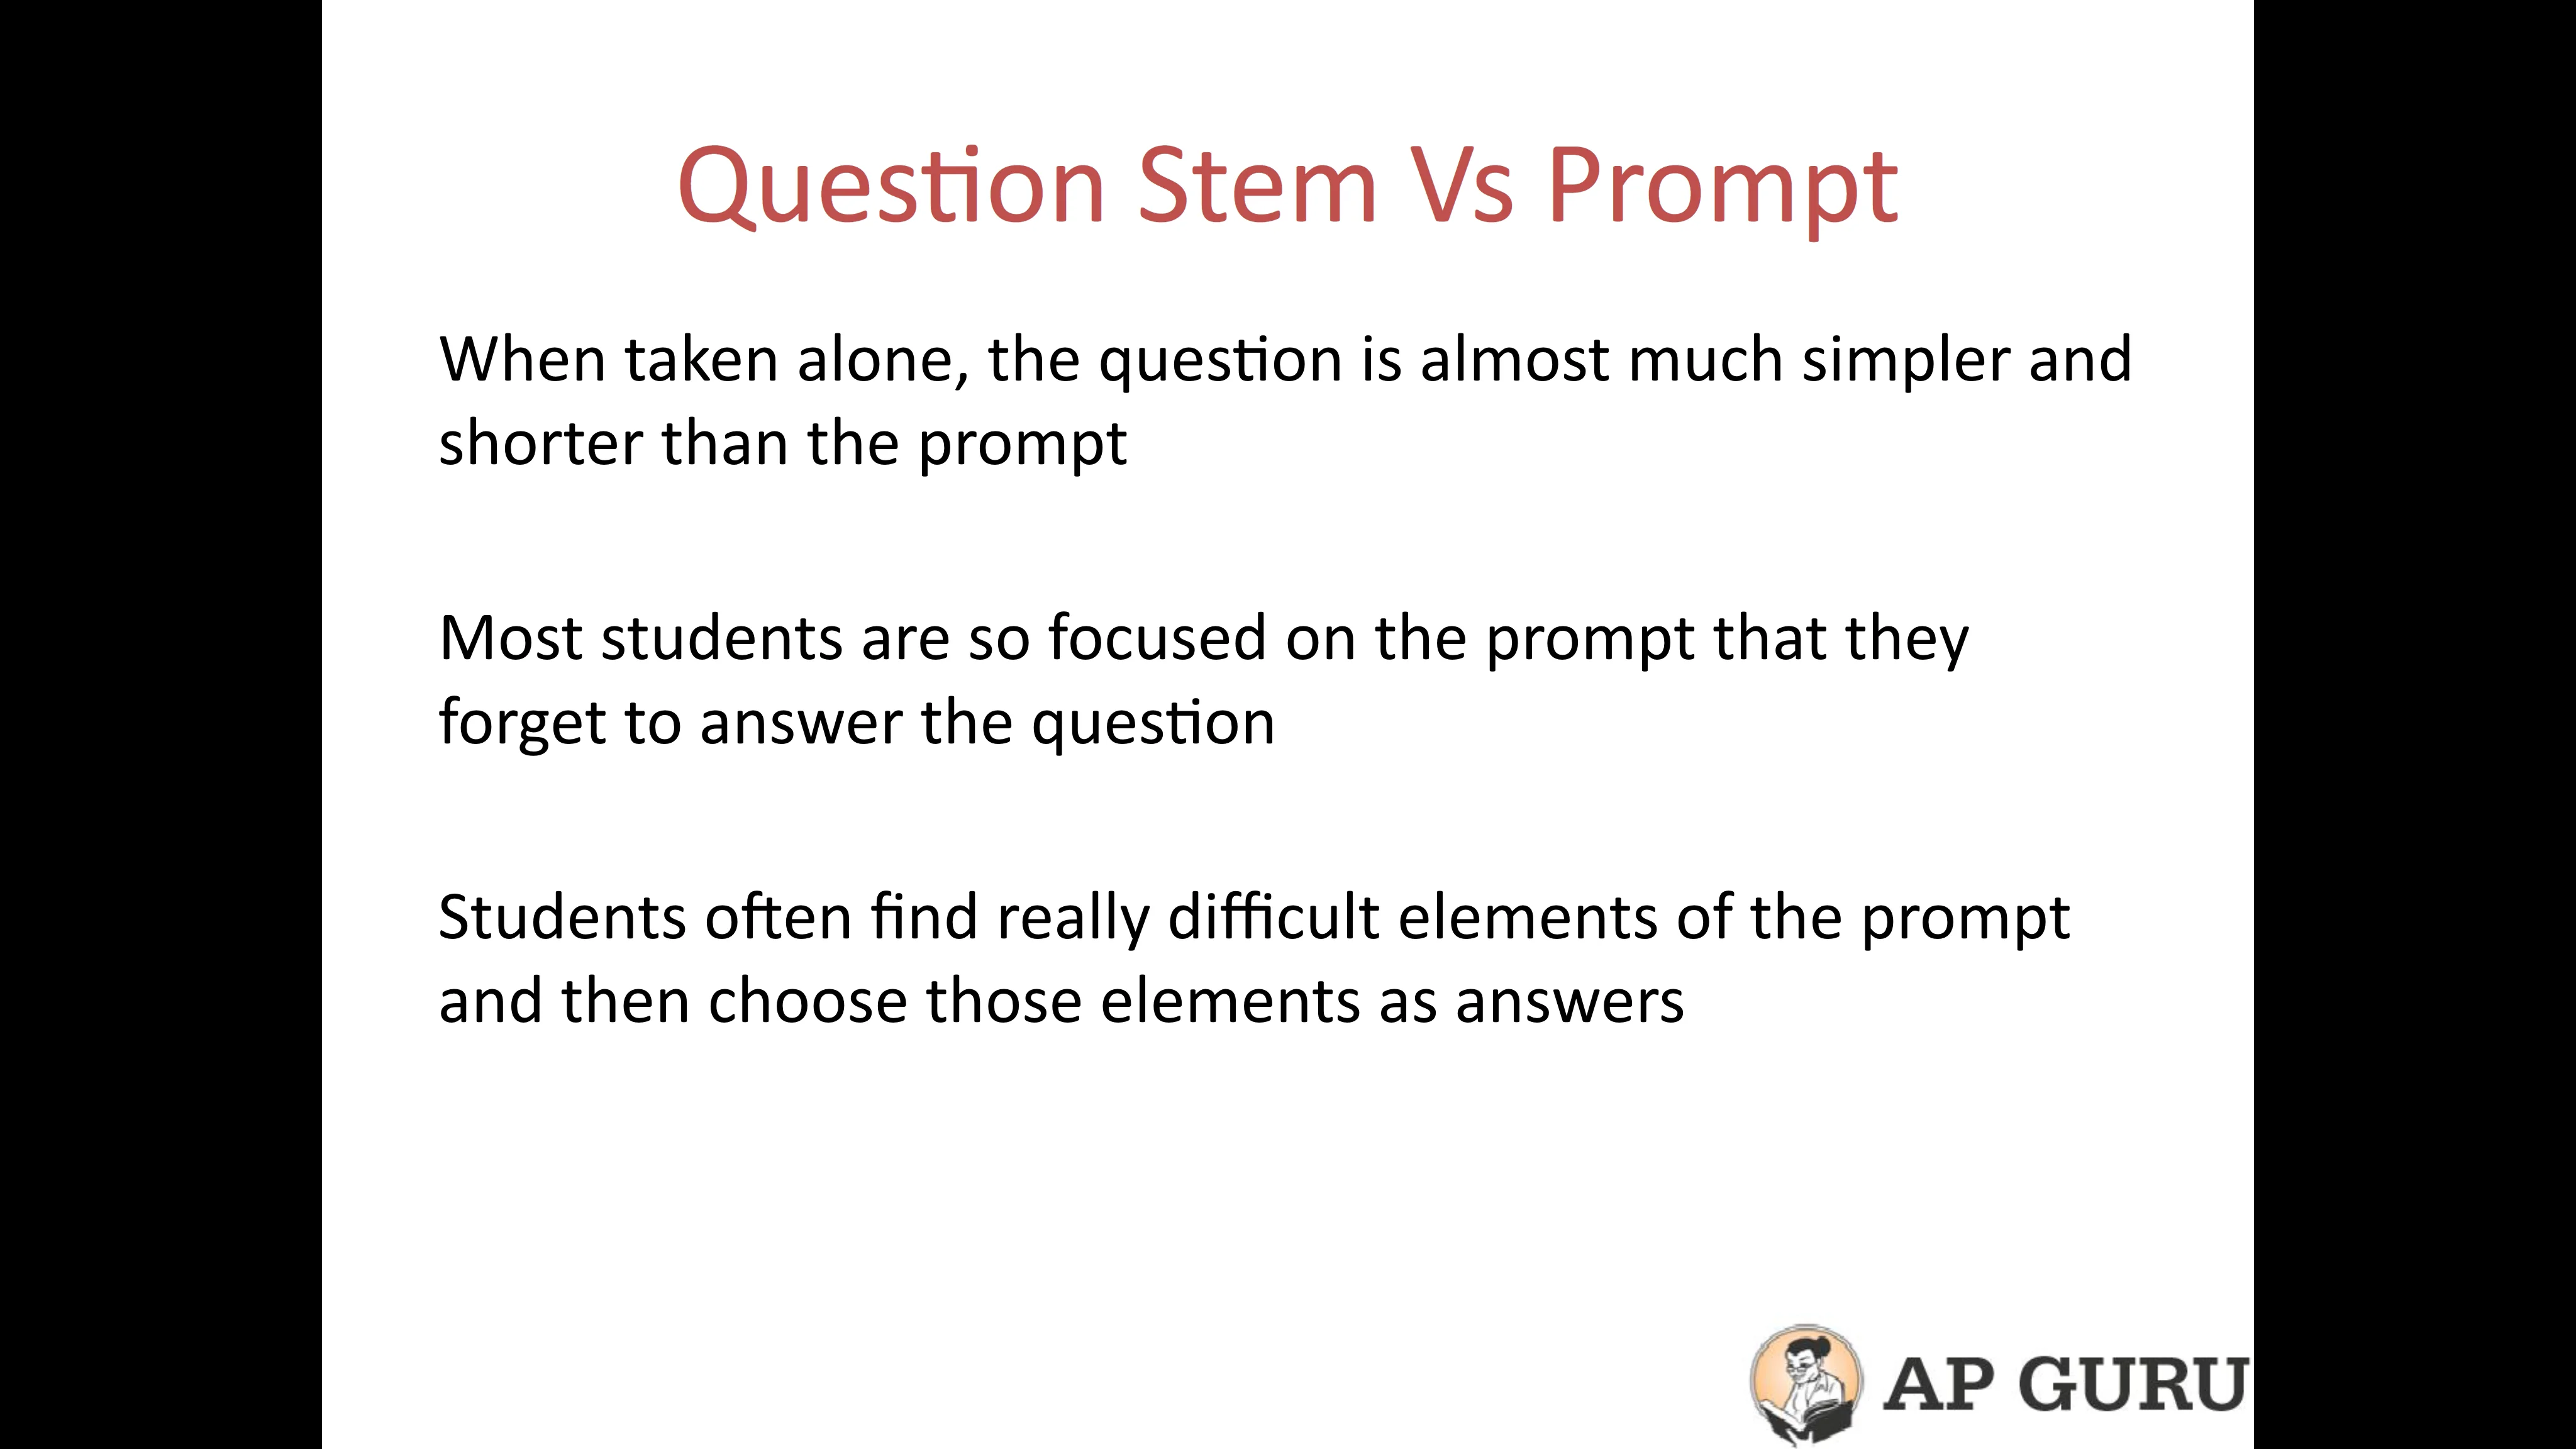 Question Stem Vs Prompt
When taken alone, the question is almost much simpler and
shorter than the prompt
Most students are so focused on the prompt that they
forget to answer the question
Students often find really difficult elements of the prompt
and then choose those elements as answers
AP GURU